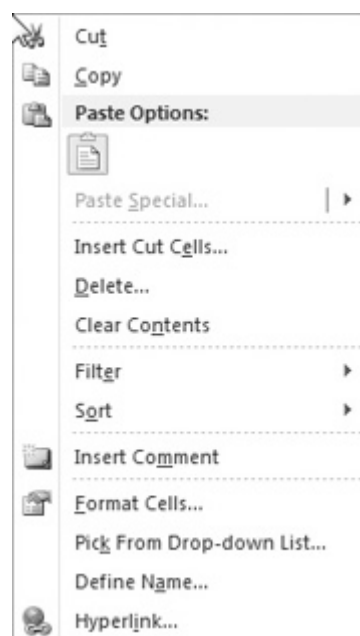 Cut
Copy
Paste Options:
Paste Special...
Insert Cut Cells...
Delete...
Clear Contents
Filter
Sort
Insert Comment
Format Cells...
Pick From Drop-down List...
Define Name...
Hyperlink...